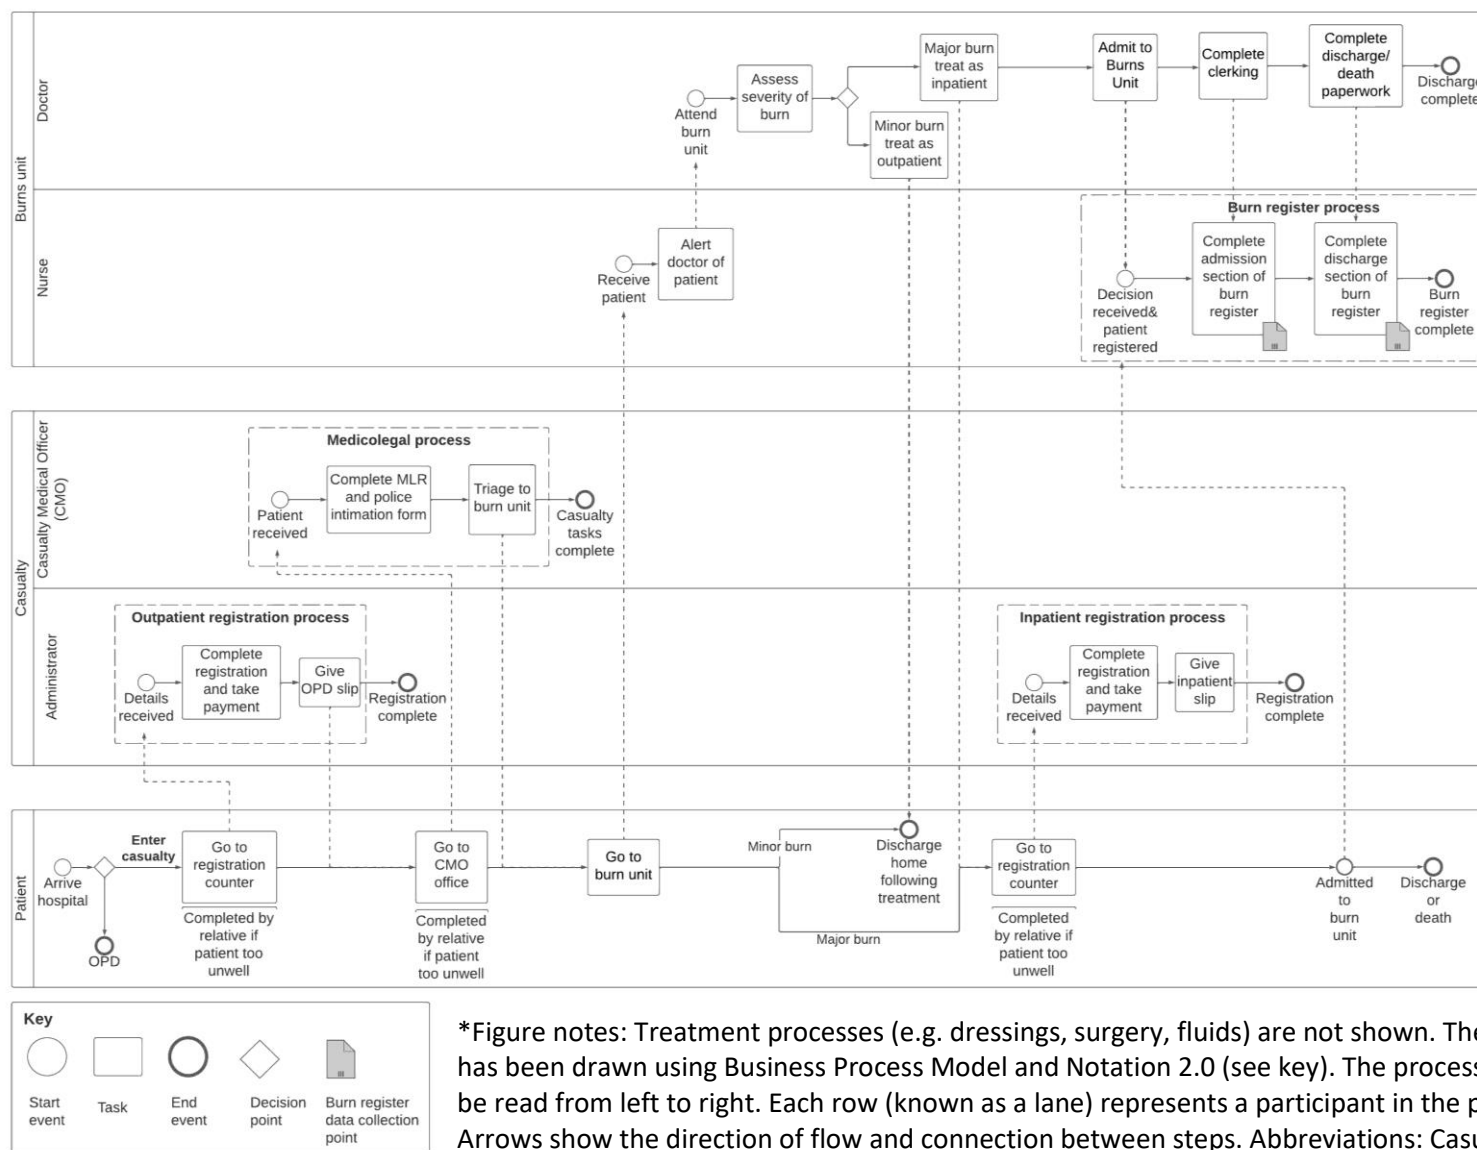 Burns unit
Doctor
Attend
burn
unit
Assess
severity of
burn
Major burn
treat as
inpatient
Minor burn
treat as
outpatient
Admit to
Burns
Unit
Complete
clerking
Complete
discharge/
death
paperwork
Discharge
complete
Nurse
Receive
patient
Alert
doctor of
patient
Burn register process
Decision
received&
patient
registered
Complete
admission
section of
burn
register
Complete
discharge
section of
burn
register
Burn
register
complete
Casualty
Casualty Medical Officer
(CMO)
Medicolegal process
Patient
received
Complete MLR
and police
intimation form
Triage to
burn unit
Casualty
tasks
complete
Administrator
Outpatient registration process
Details
received
Complete
registration
and take
payment
Give
OPD slip
Registration
complete
Inpatient registration process
Details
received
Complete
registration
and take
payment
Give
inpatient
slip
Registration
complete
Patient
Arrive
hospital
Enter
casualty
OPD
Go to
registration
counter
Completed by
relative if
patient too
unwell
Go to
CMO
office
Completed
by relative
if patient
too unwell
Go to
burn unit
Minor burn
Major burn
Discharge
home
following
treatment
Go to
registration
counter
Completed
by relative if
patient too
unwell
Admitted
to
burn
unit
Discharge
or
death
Key
Start
event
Task
End
event
Decision
point
Burn register
data collection
point
*Figure notes: Treatment processes (e.g. dressings, surgery, fluids) are not shown. The
has been drawn using Business Process Model and Notation 2.0 (see key). The process
be read from left to right. Each row (known as a lane) represents a participant in the p
Arrows show the direction of flow and connection between steps. Abbreviations: Casu